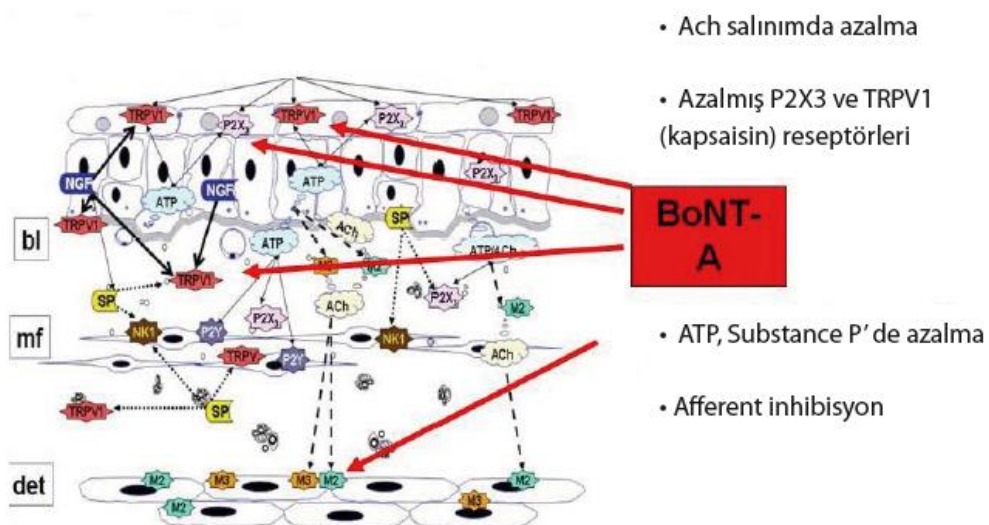 • Ach salınımda azalma
• Azalmış P2X3 ve TRPV1
(kapsaisin) reseptörleri
BoNT-
A
• ATP, Substance P' de azalma
• Afferent inhibisyon
TRPV1
P2X3
TRPV1
P2X3
TRPV1
NGF
ATP
NGF
ATP
P2X3
TRPV1
SP
ACh
bl
ATP
M3
M2
ATP/ACh
TRPV1
SP
P2X3
ACh
P2X3
M2
mf
NK1
P2Y
NK1
TRPV
P2Y
ACh
TRPV1
SP
det
M2
M3
M3
M2
M2
M2
M3